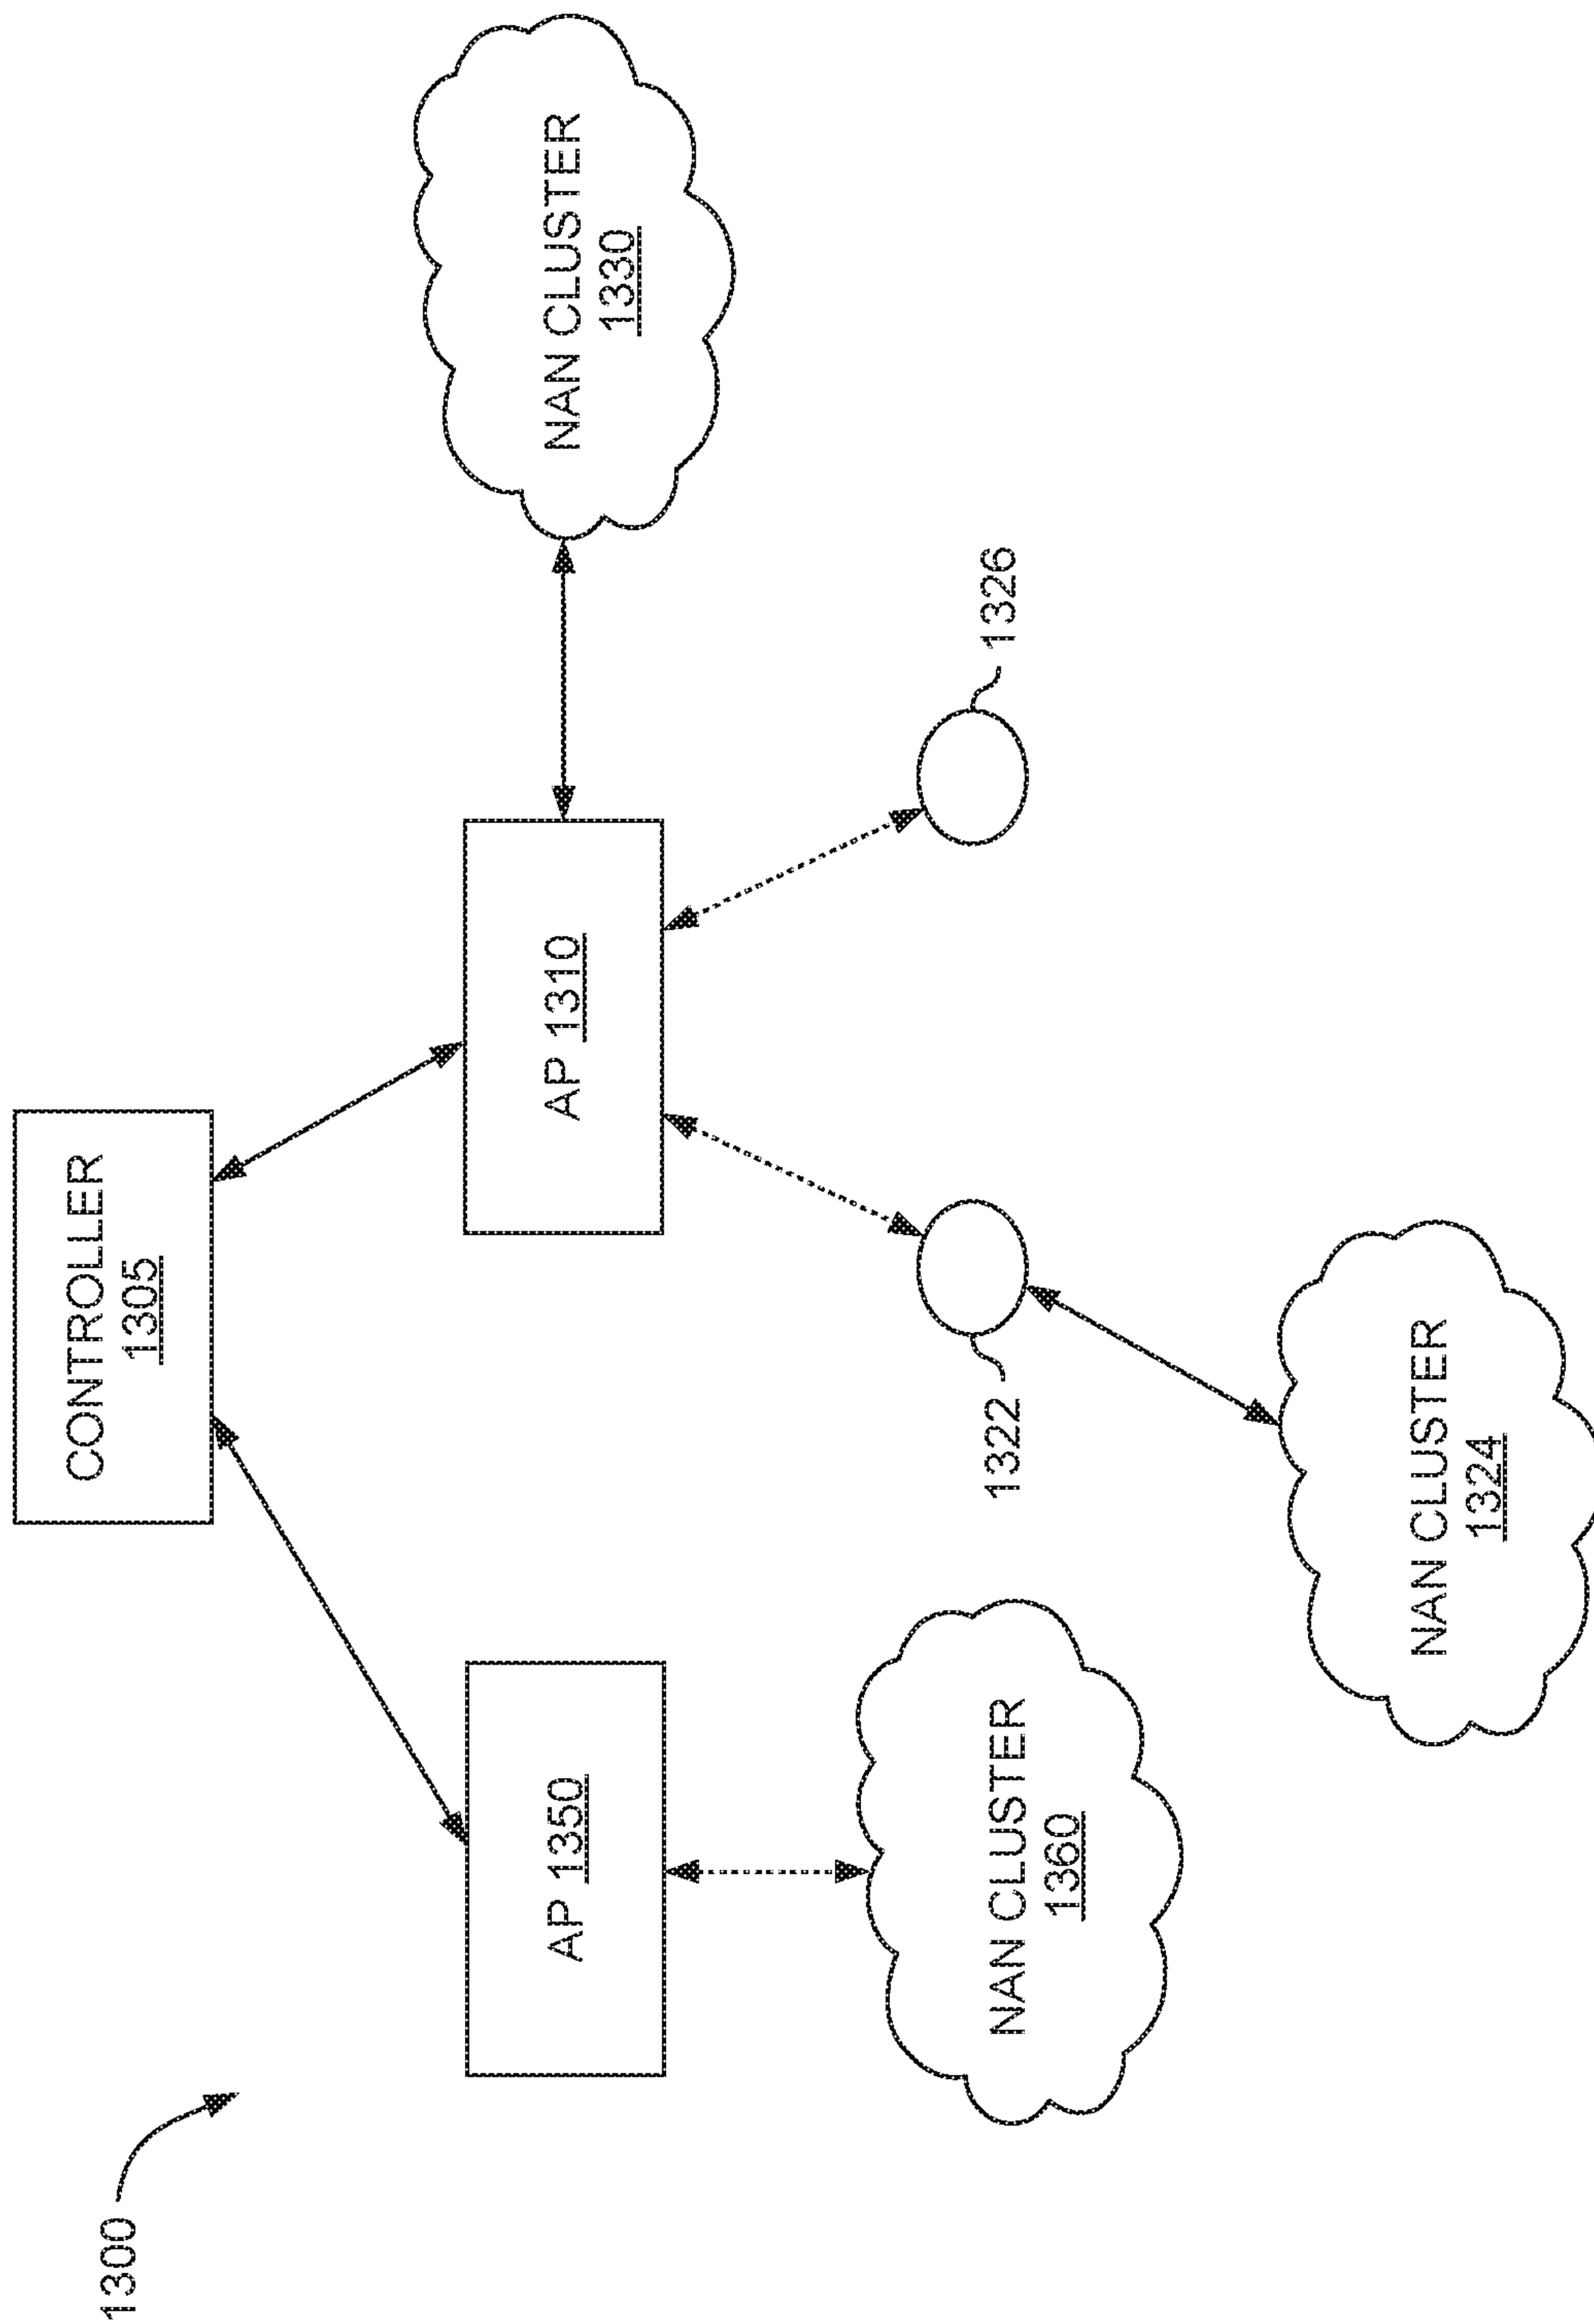 1300
CONTROLLER
1305
AP 1350
AP 1310
NAN CLUSTER
1330
NAN CLUSTER
1360
1322
1326
NAN CLUSTER
1324